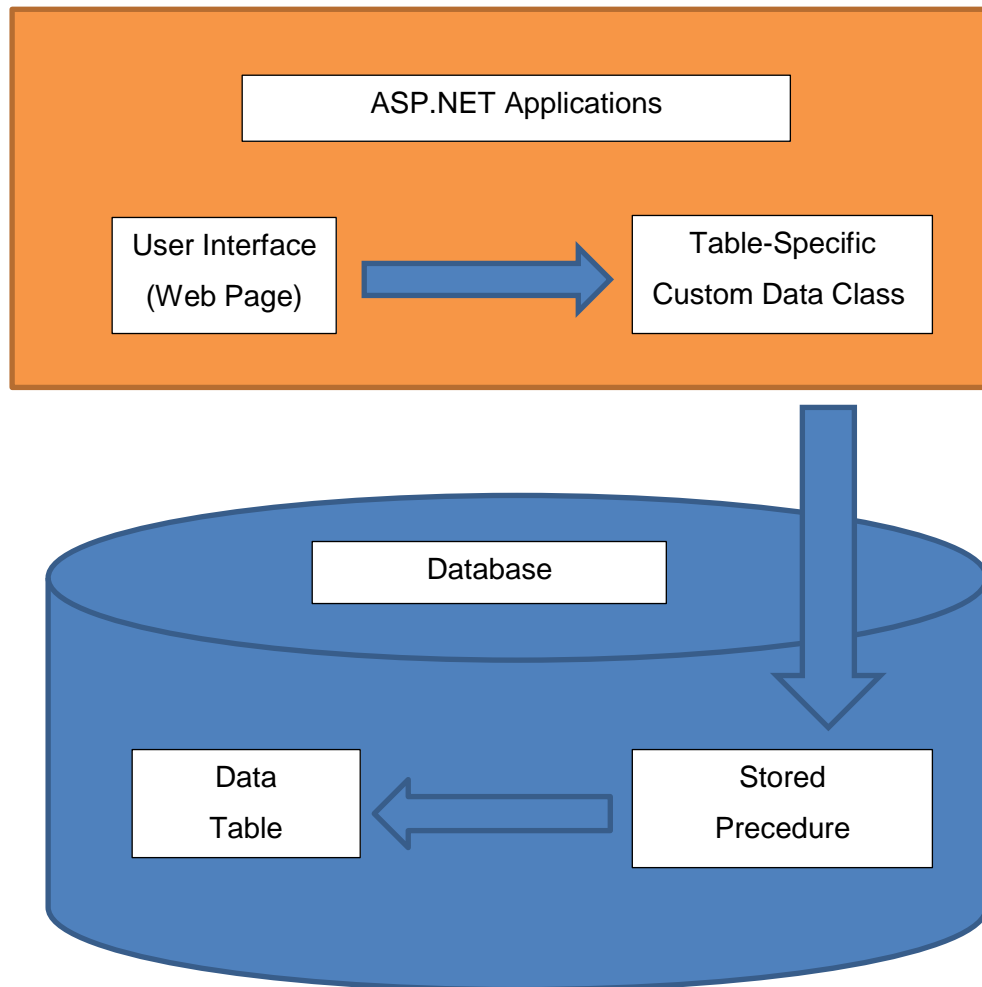 ASP.NET Applications
User Interface
(Web Page)
Table-Specific
Custom Data Class
Database
Data
Table
Stored
Precedure